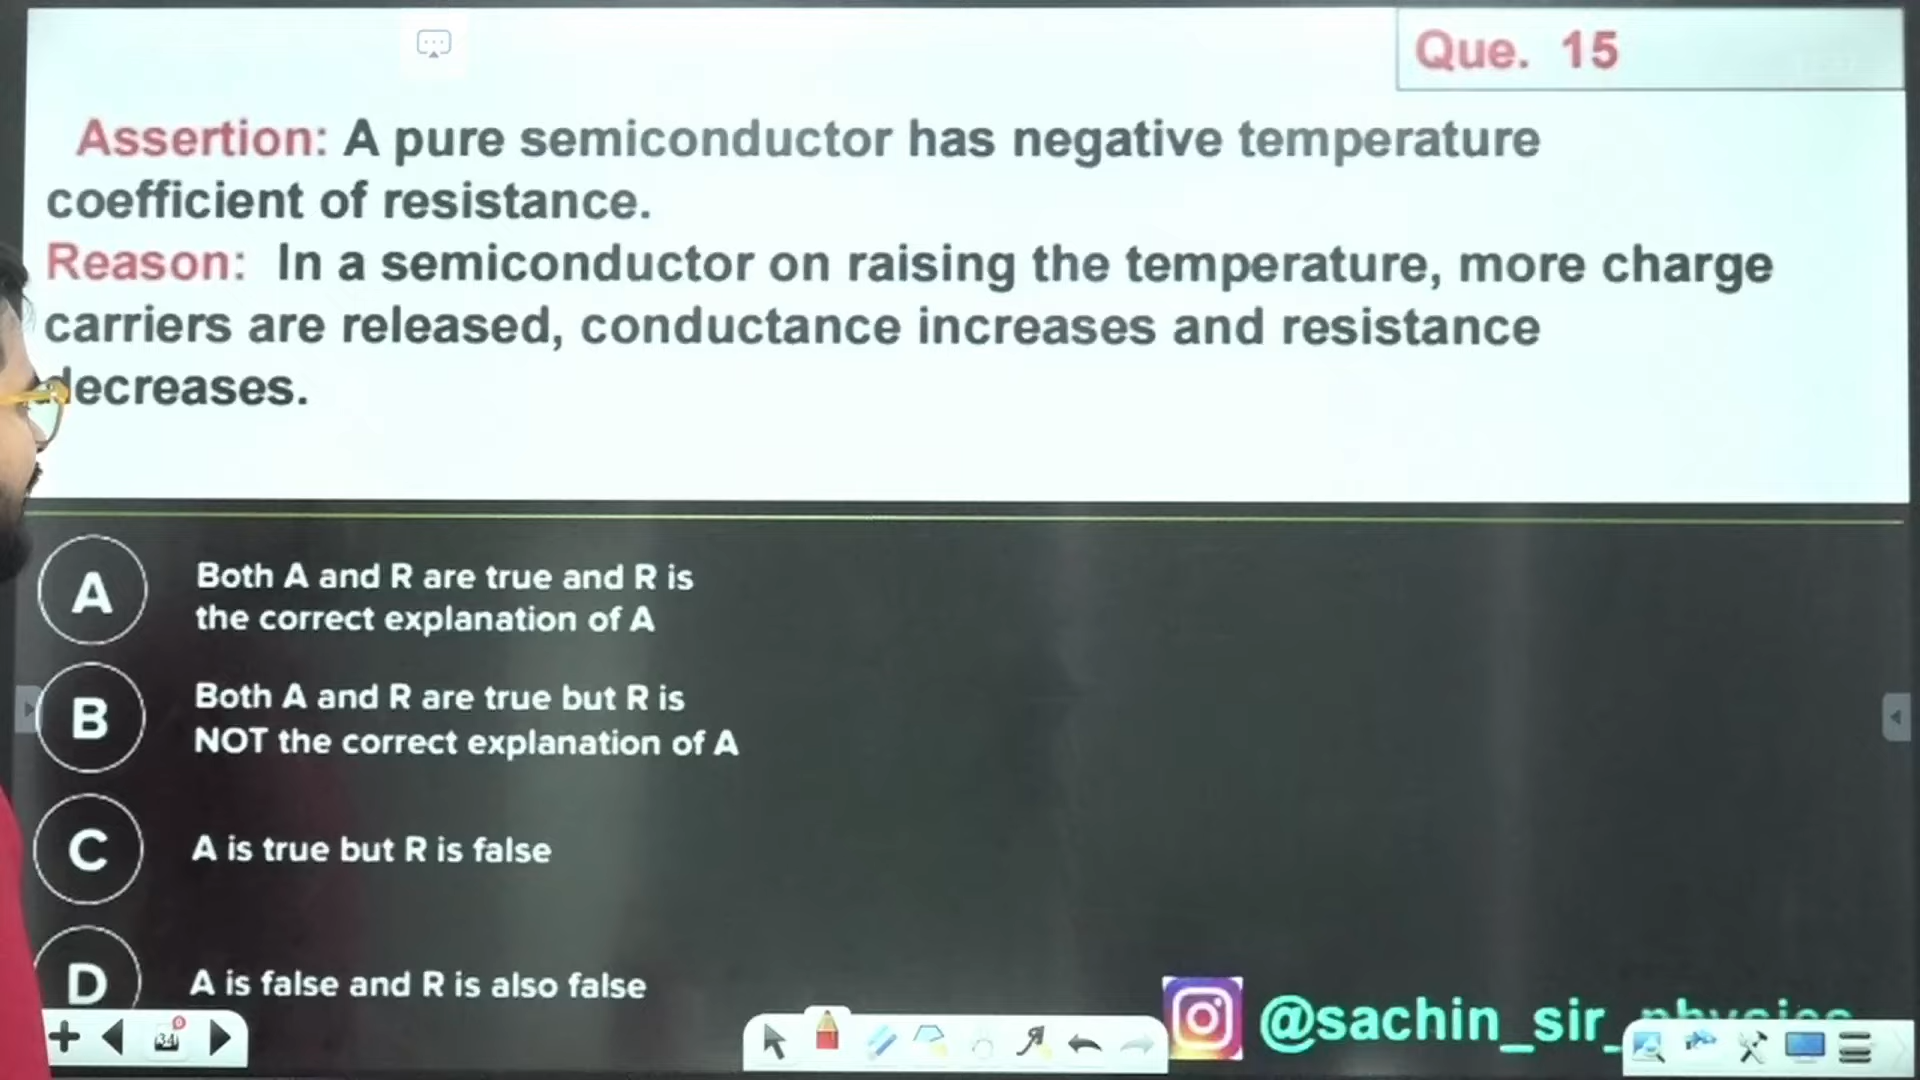 Que. 15
Assertion: A pure semiconductor has negative temperature
coefficient of resistance.
Reason: In a semiconductor on raising the temperature, more charge
carriers are released, conductance increases and resistance
decreases.
A Both A and R are true and R is
the correct explanation of A
B Both A and R are true but R is
NOT the correct explanation of A
C A is true but R is false
D A is false and R is also false
@sachin_sir_physics